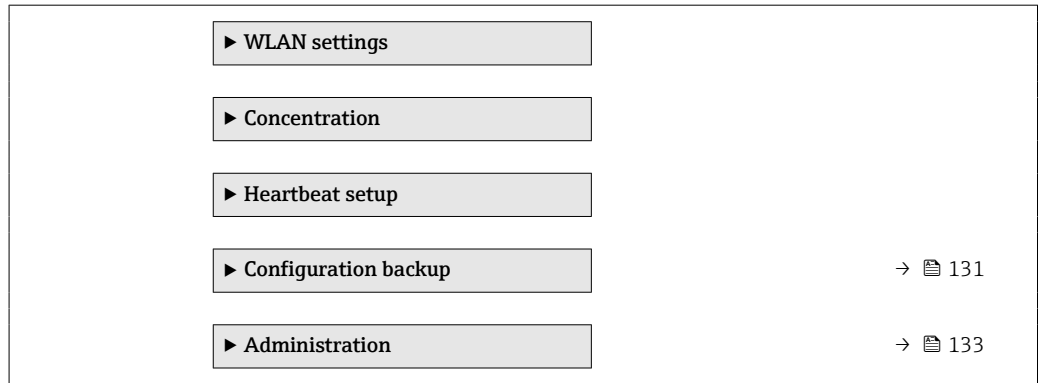 ▶ WLAN settings
▶ Concentration
▶ Heartbeat setup
▶ Configuration backup → 131
▶ Administration → 133